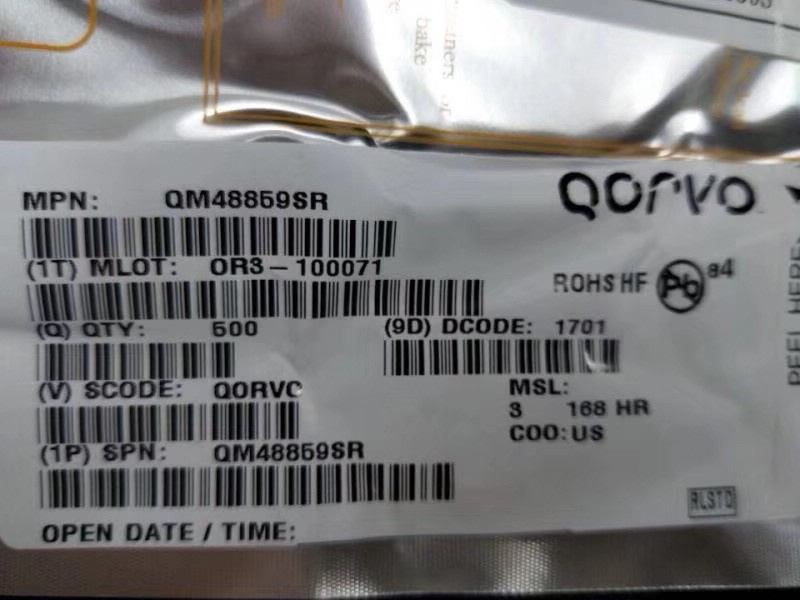 bake
MPN: QM48859SR
QORVO
(1T) MLOT: OR3-100071
ROHS HF Pb e4
(Q) QTY: 500
(9D) DCODE: 1701
(V) SCODE: QORVO
MSL:
3 168 HR
COO: US
(1P) SPN: QM48859SR
RLSTD
OPEN DATE / TIME:
PEEL HERE